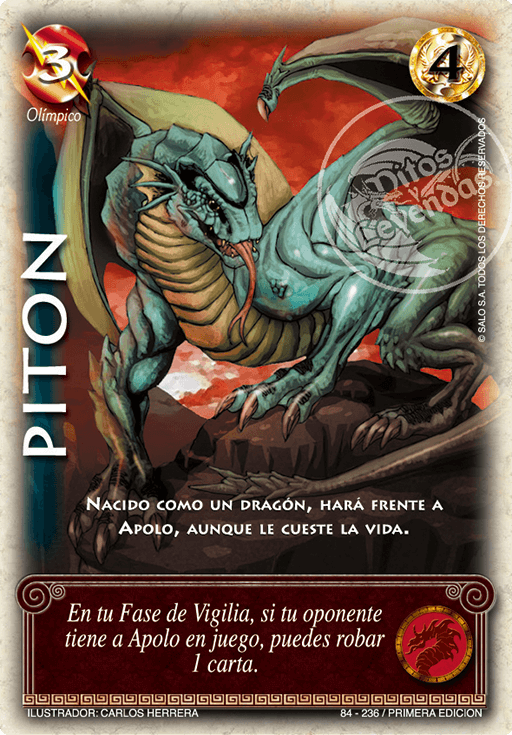 3
4
Olímpico
Mitos
y
Leyendas
© SALO S.A. TODOS LOS DERECHOS RESERVADOS
PITON
Nacido como un dragón, hará frente a
Apolo, aunque le cueste la vida.
En tu Fase de Vigilia, si tu oponente
tiene a Apolo en juego, puedes robar
1 carta.
ILUSTRADOR: CARLOS HERRERA
84 - 236 / PRIMERA EDICION